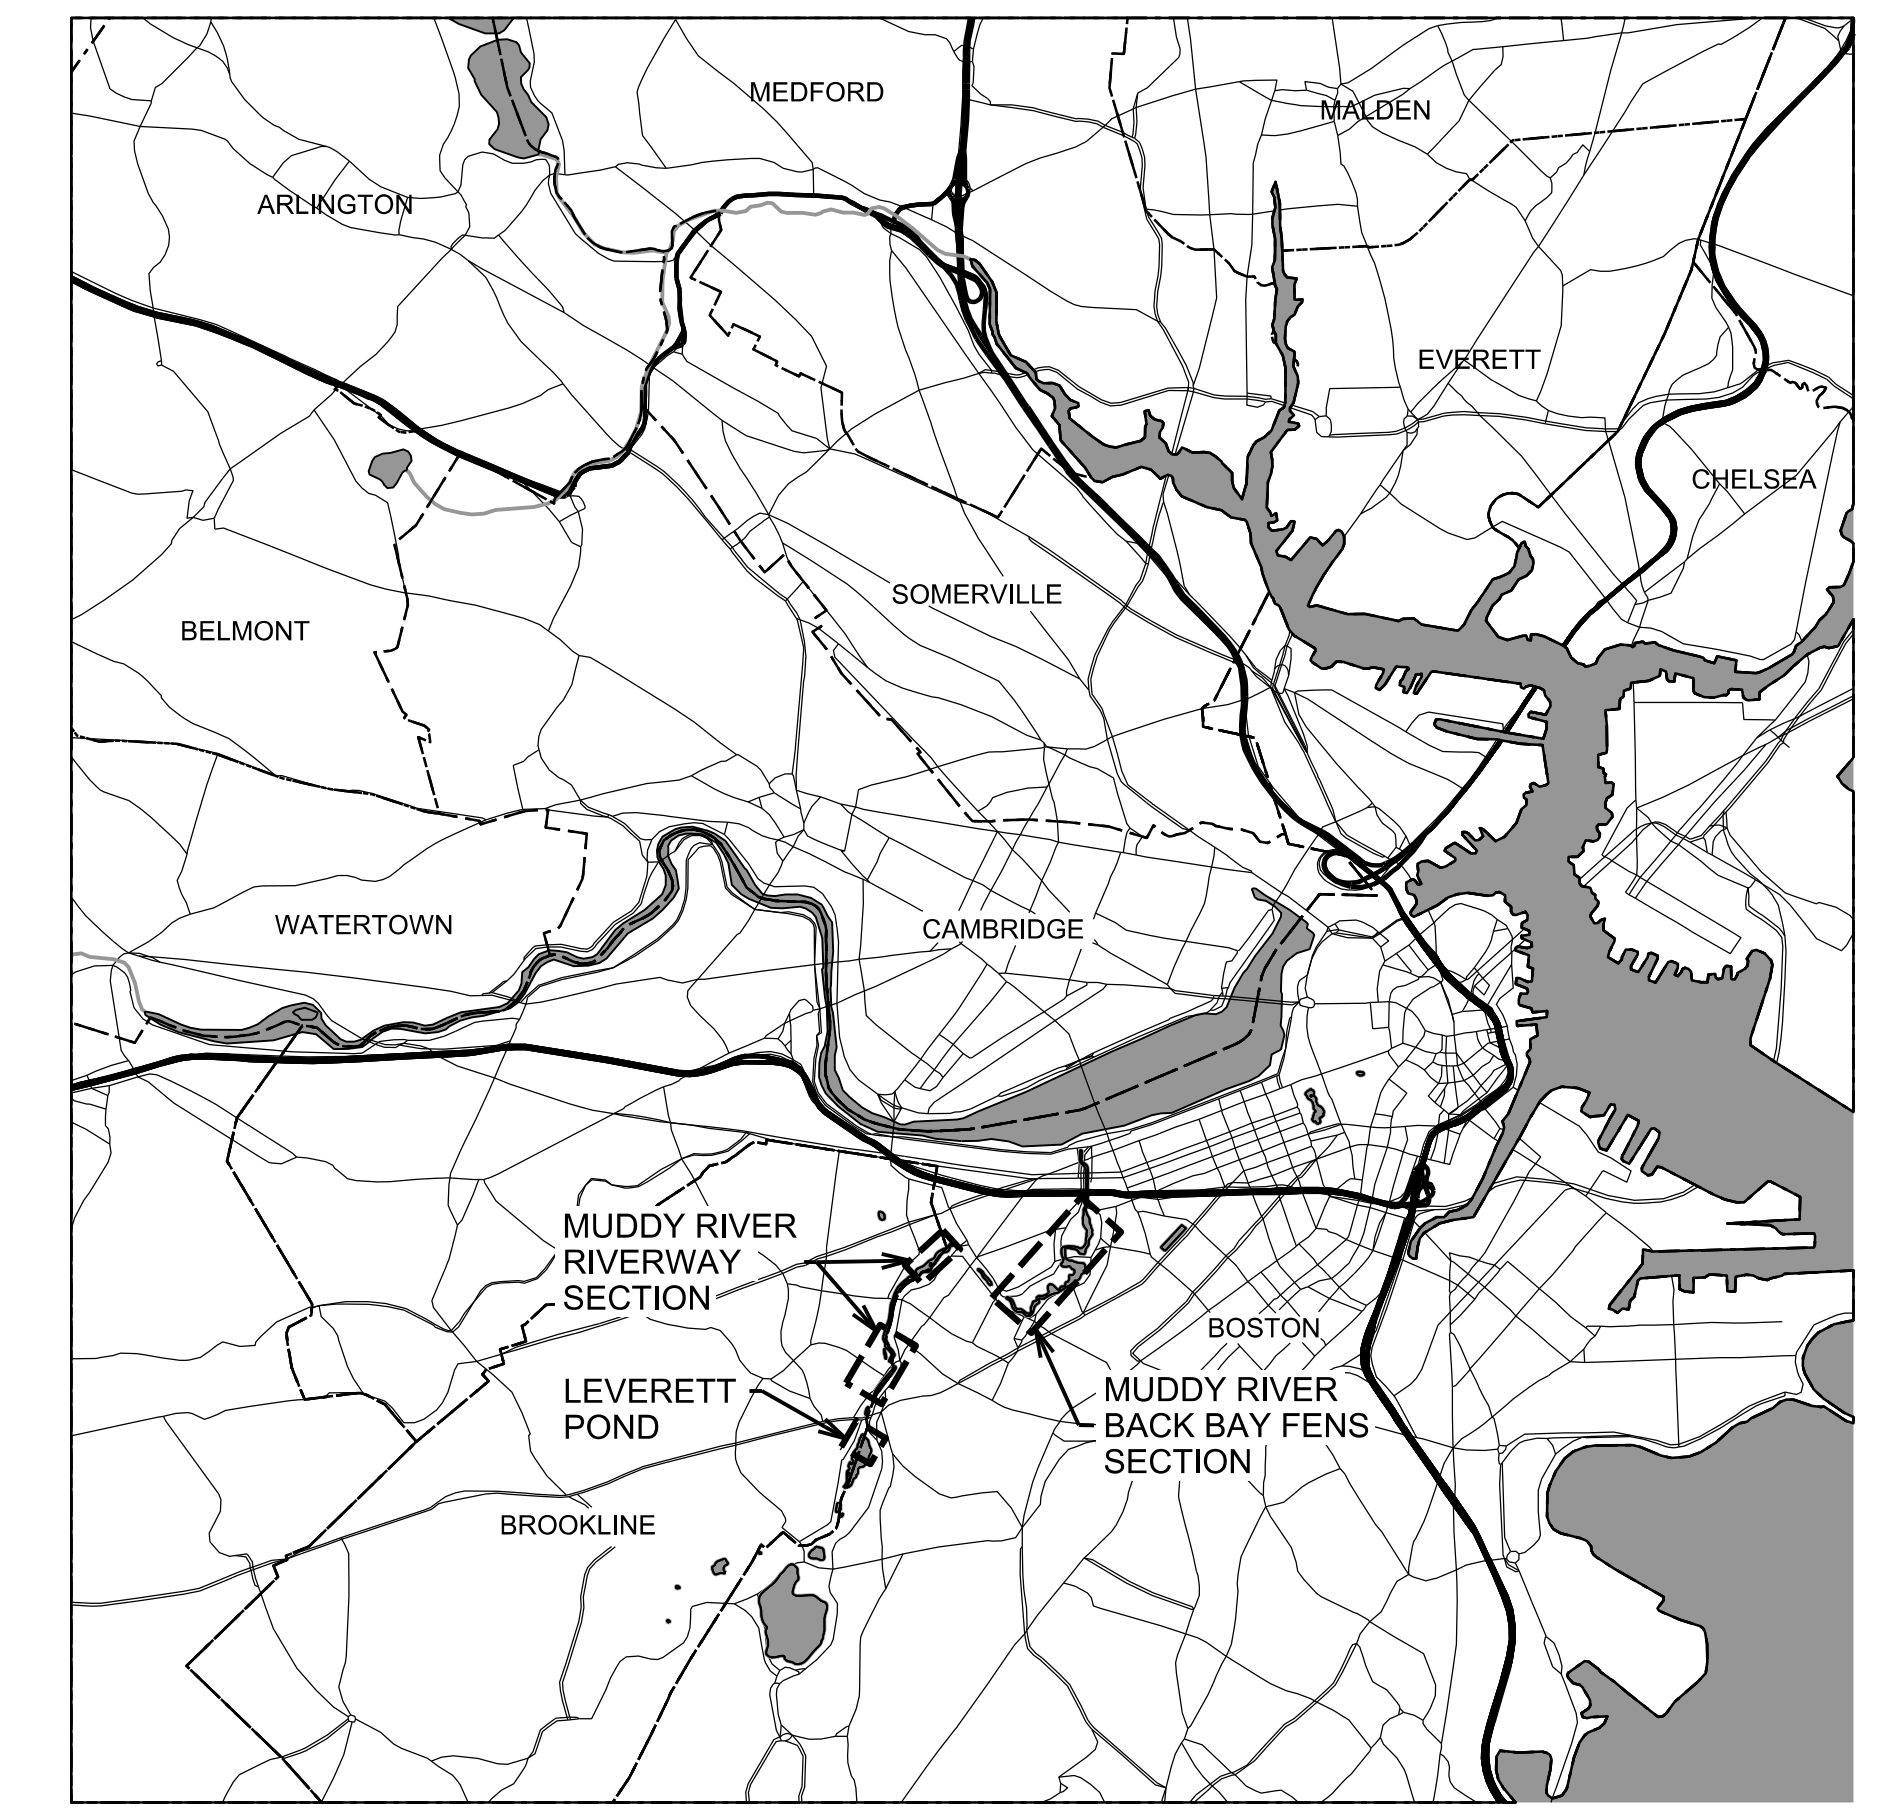 MEDFORD
MALDEN
ARLINGTON
EVERETT
CHELSEA
SOMERVILLE
BELMONT
WATERTOWN
CAMBRIDGE
MUDDY RIVER
RIVERWAY
SECTION
BOSTON
LEVERETT
POND
MUDDY RIVER
BACK BAY FENS
SECTION
BROOKLINE